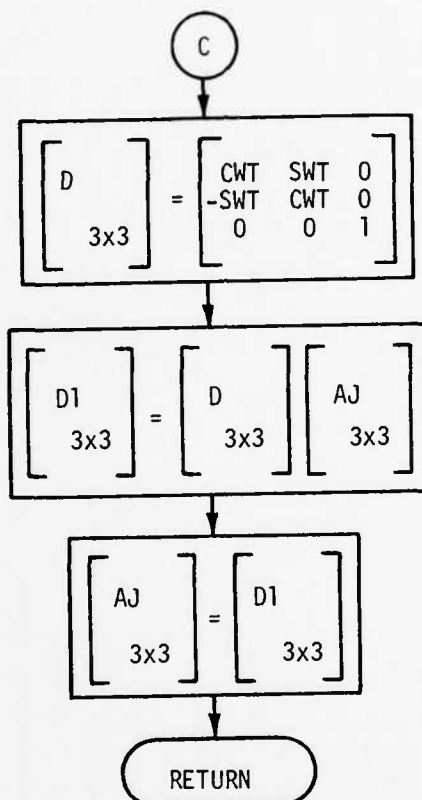 C
D 3x3 = CWT SWT 0
-SWT CWT 0
0 0 1
D1 3x3 = D 3x3 AJ 3x3
AJ 3x3 = D1 3x3
RETURN